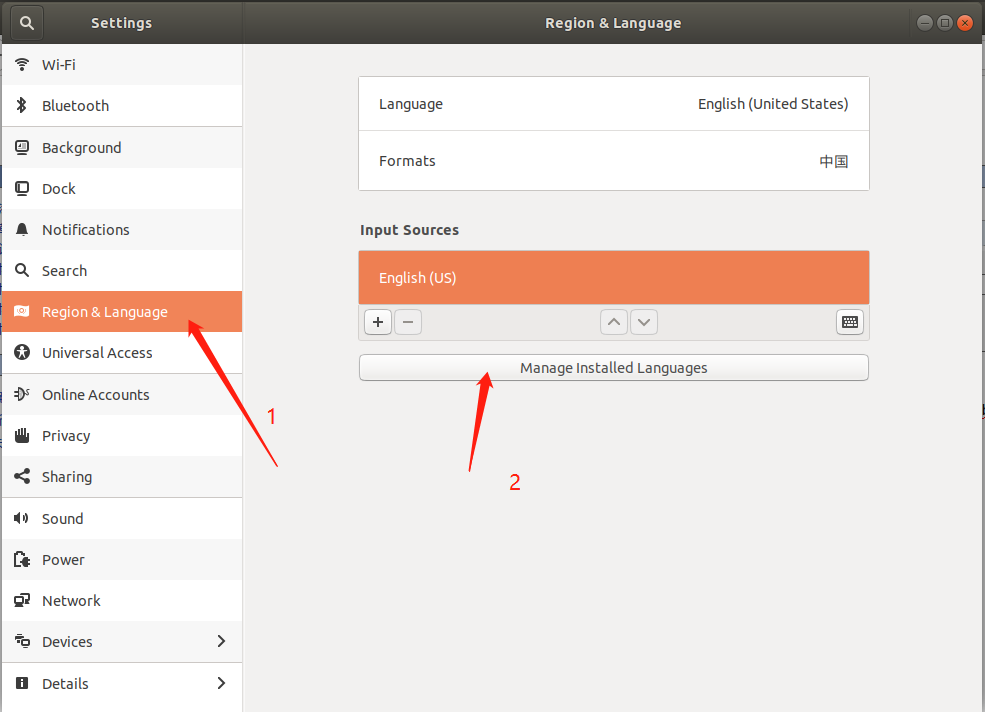 Settings
Region & Language
Wi-Fi
Bluetooth
Background
Dock
Notifications
Search
Region & Language
Universal Access
Online Accounts
Privacy
Sharing
Sound
Power
Network
Devices
Details
Language English (United States)
Formats 中国
Input Sources
English (US)
Manage Installed Languages
1
2